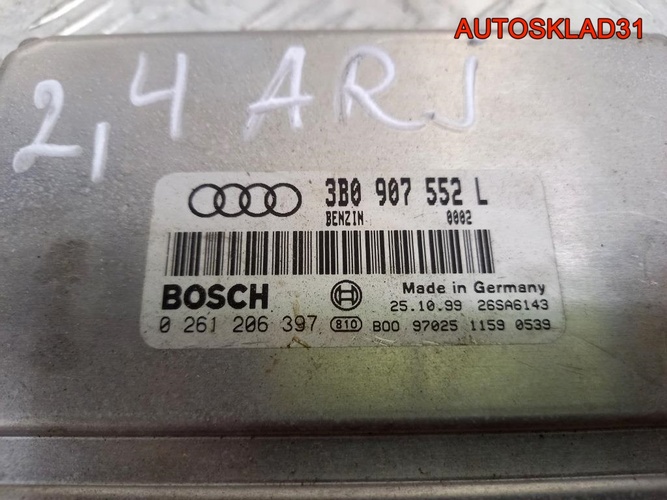 AUTOSKLAD31
2,4 ARJ
3B0 907 552 L
BENZIN 0002
BOSCH Made in Germany
25.10.99 26SA6143
0 261 206 397 810 B00 97025 1159 0539